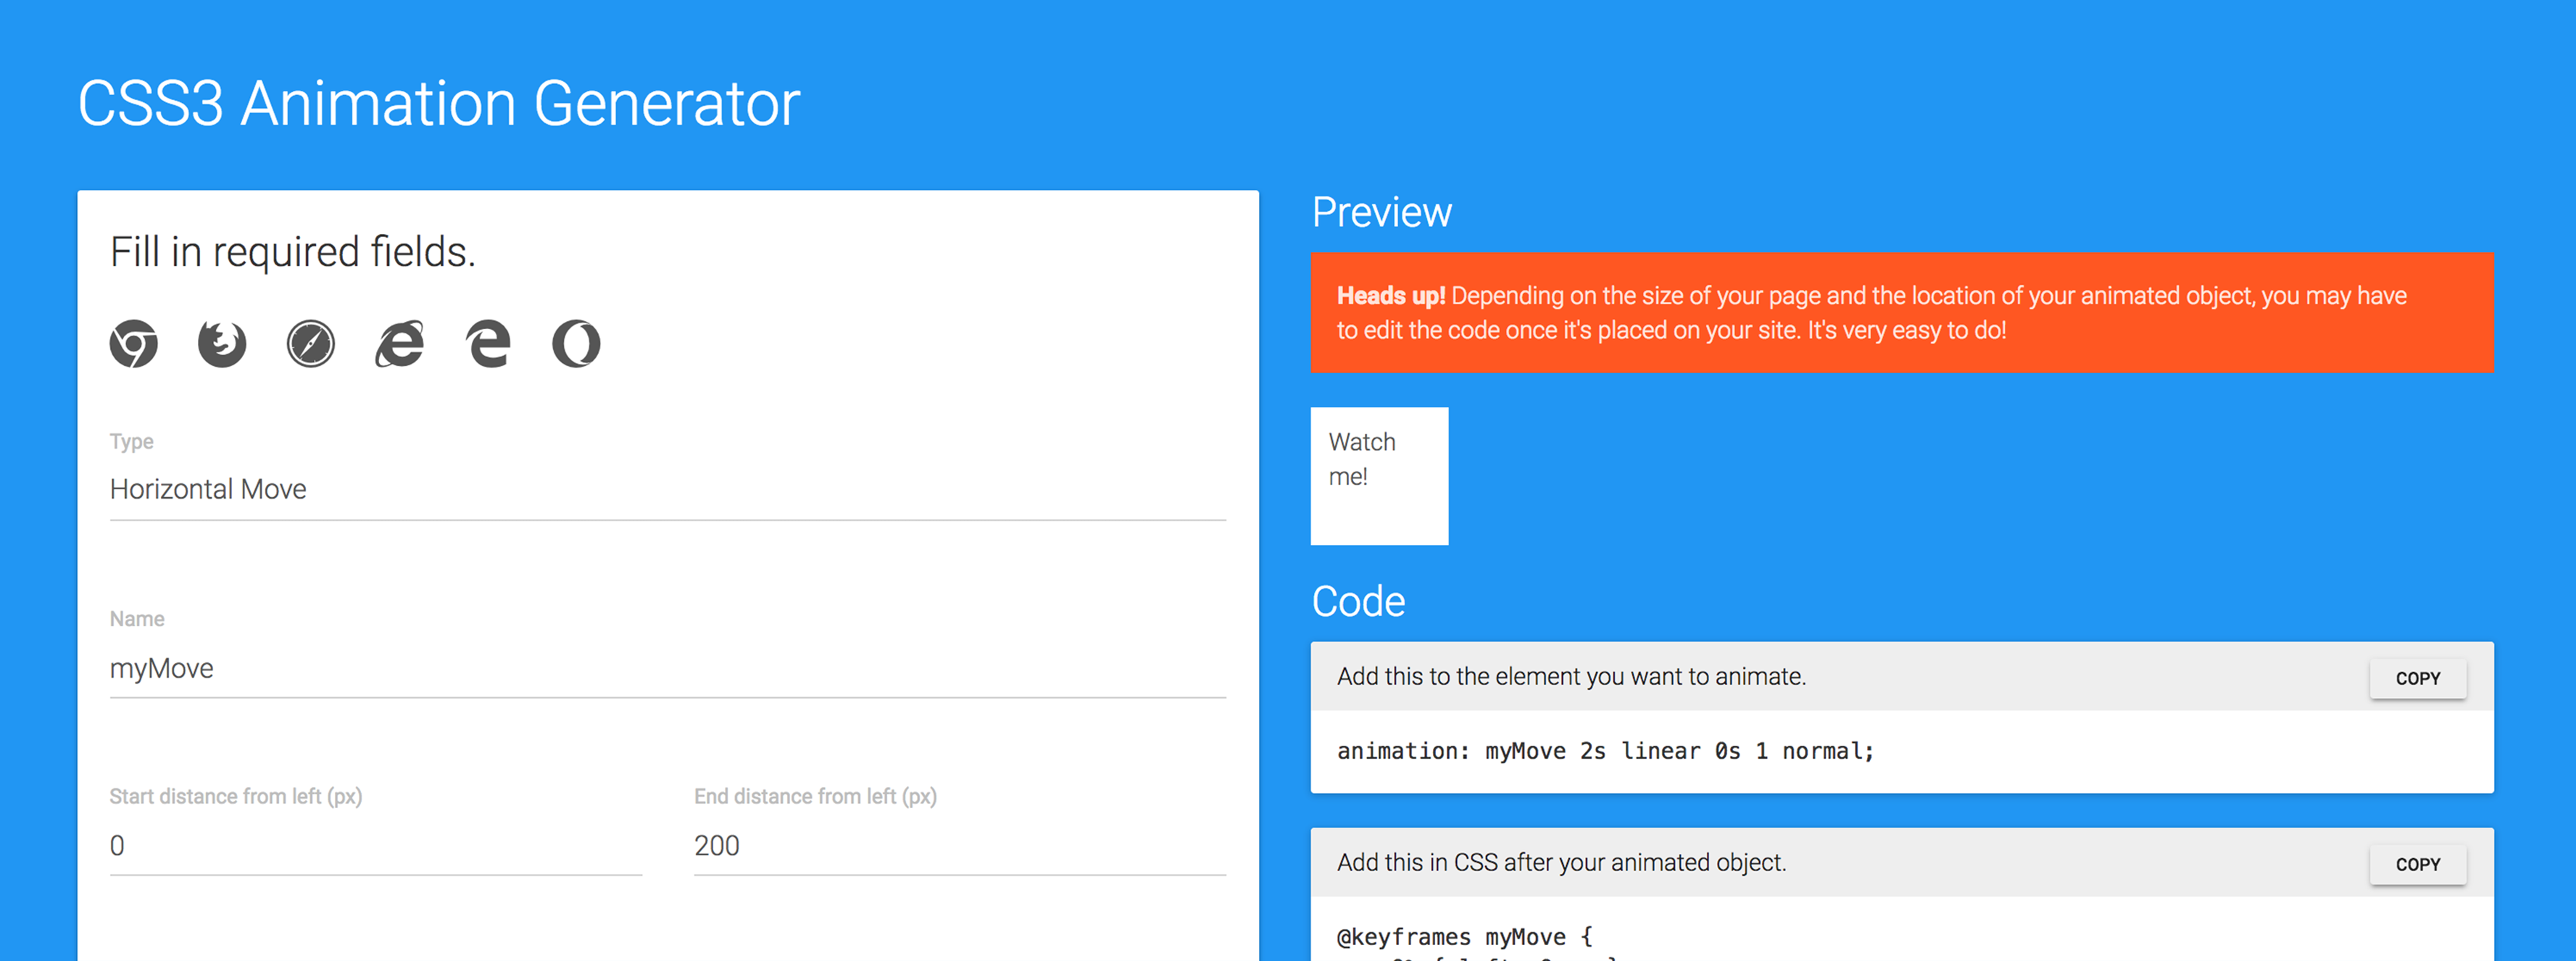 CSS3 Animation Generator
Fill in required fields.
Type
Horizontal Move
Name
myMove
Start distance from left (px)
0
End distance from left (px)
200
Preview
Heads up! Depending on the size of your page and the location of your animated object, you may have
to edit the code once it's placed on your site. It's very easy to do!
Watch
me!
Code
Add this to the element you want to animate.
COPY
animation: myMove 2s linear 0s 1 normal;
Add this in CSS after your animated object.
COPY
@keyframes myMove {